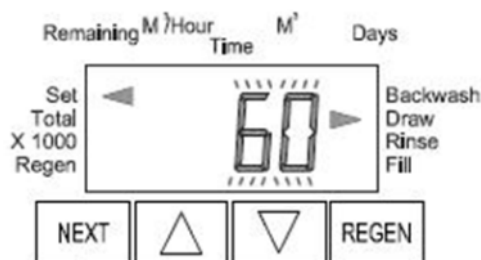 Remaining M³/Hour Time M³ Days
Set
Total
X 1000
Regen
60
Backwash
Draw
Rinse
Fill
NEXT REGEN